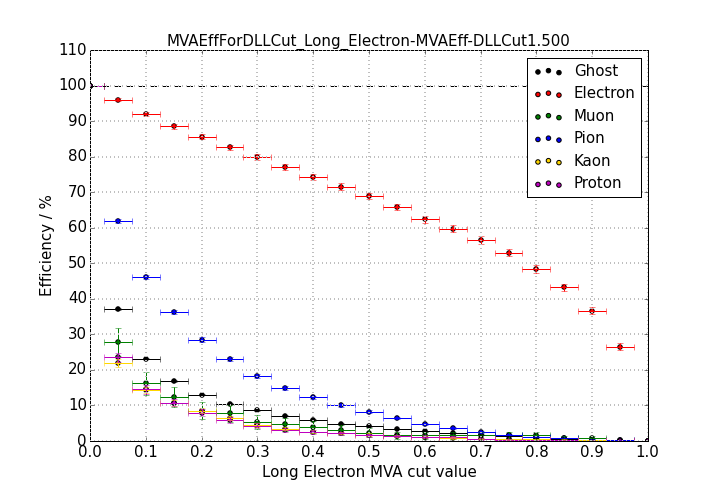 MVAEffForDLLCut_Long_Electron-MVAEff-DLLCut1.500
110
100
90
80
70
60
50
40
30
20
10
0
Efficiency / %
Ghost
Electron
Muon
Pion
Kaon
Proton
0.0 0.1 0.2 0.3 0.4 0.5 0.6 0.7 0.8 0.9 1.0
Long Electron MVA cut value